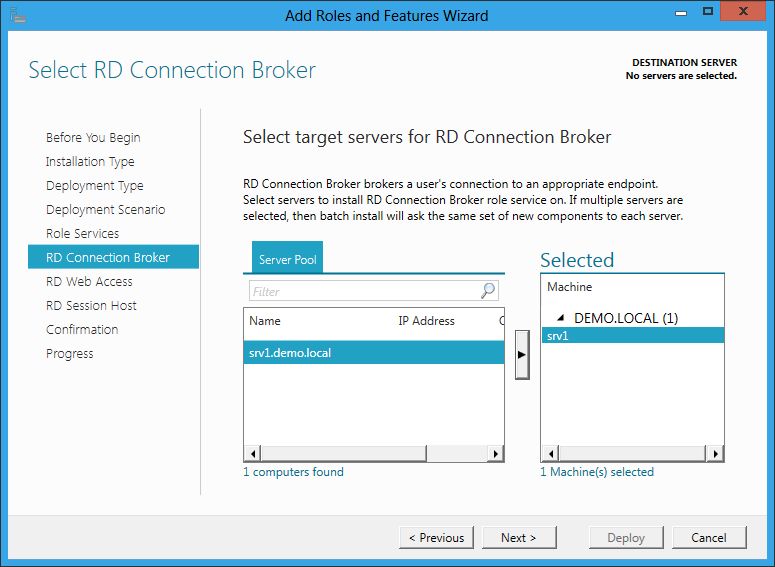 Add Roles and Features Wizard
Select RD Connection Broker
DESTINATION SERVER
No servers are selected.
Before You Begin
Installation Type
Deployment Type
Deployment Scenario
Role Services
RD Connection Broker
RD Web Access
RD Session Host
Confirmation
Progress
Select target servers for RD Connection Broker
RD Connection Broker brokers a user's connection to an appropriate endpoint.
Select servers to install RD Connection Broker role service on. If multiple servers are
selected, then batch install will ask the same set of new components to each server.
Server Pool
Filter
Name IP Address
srv1.demo.local
1 computers found
Selected
Machine
DEMO.LOCAL (1)
srv1
1 Machine(s) selected
< Previous Next > Deploy Cancel